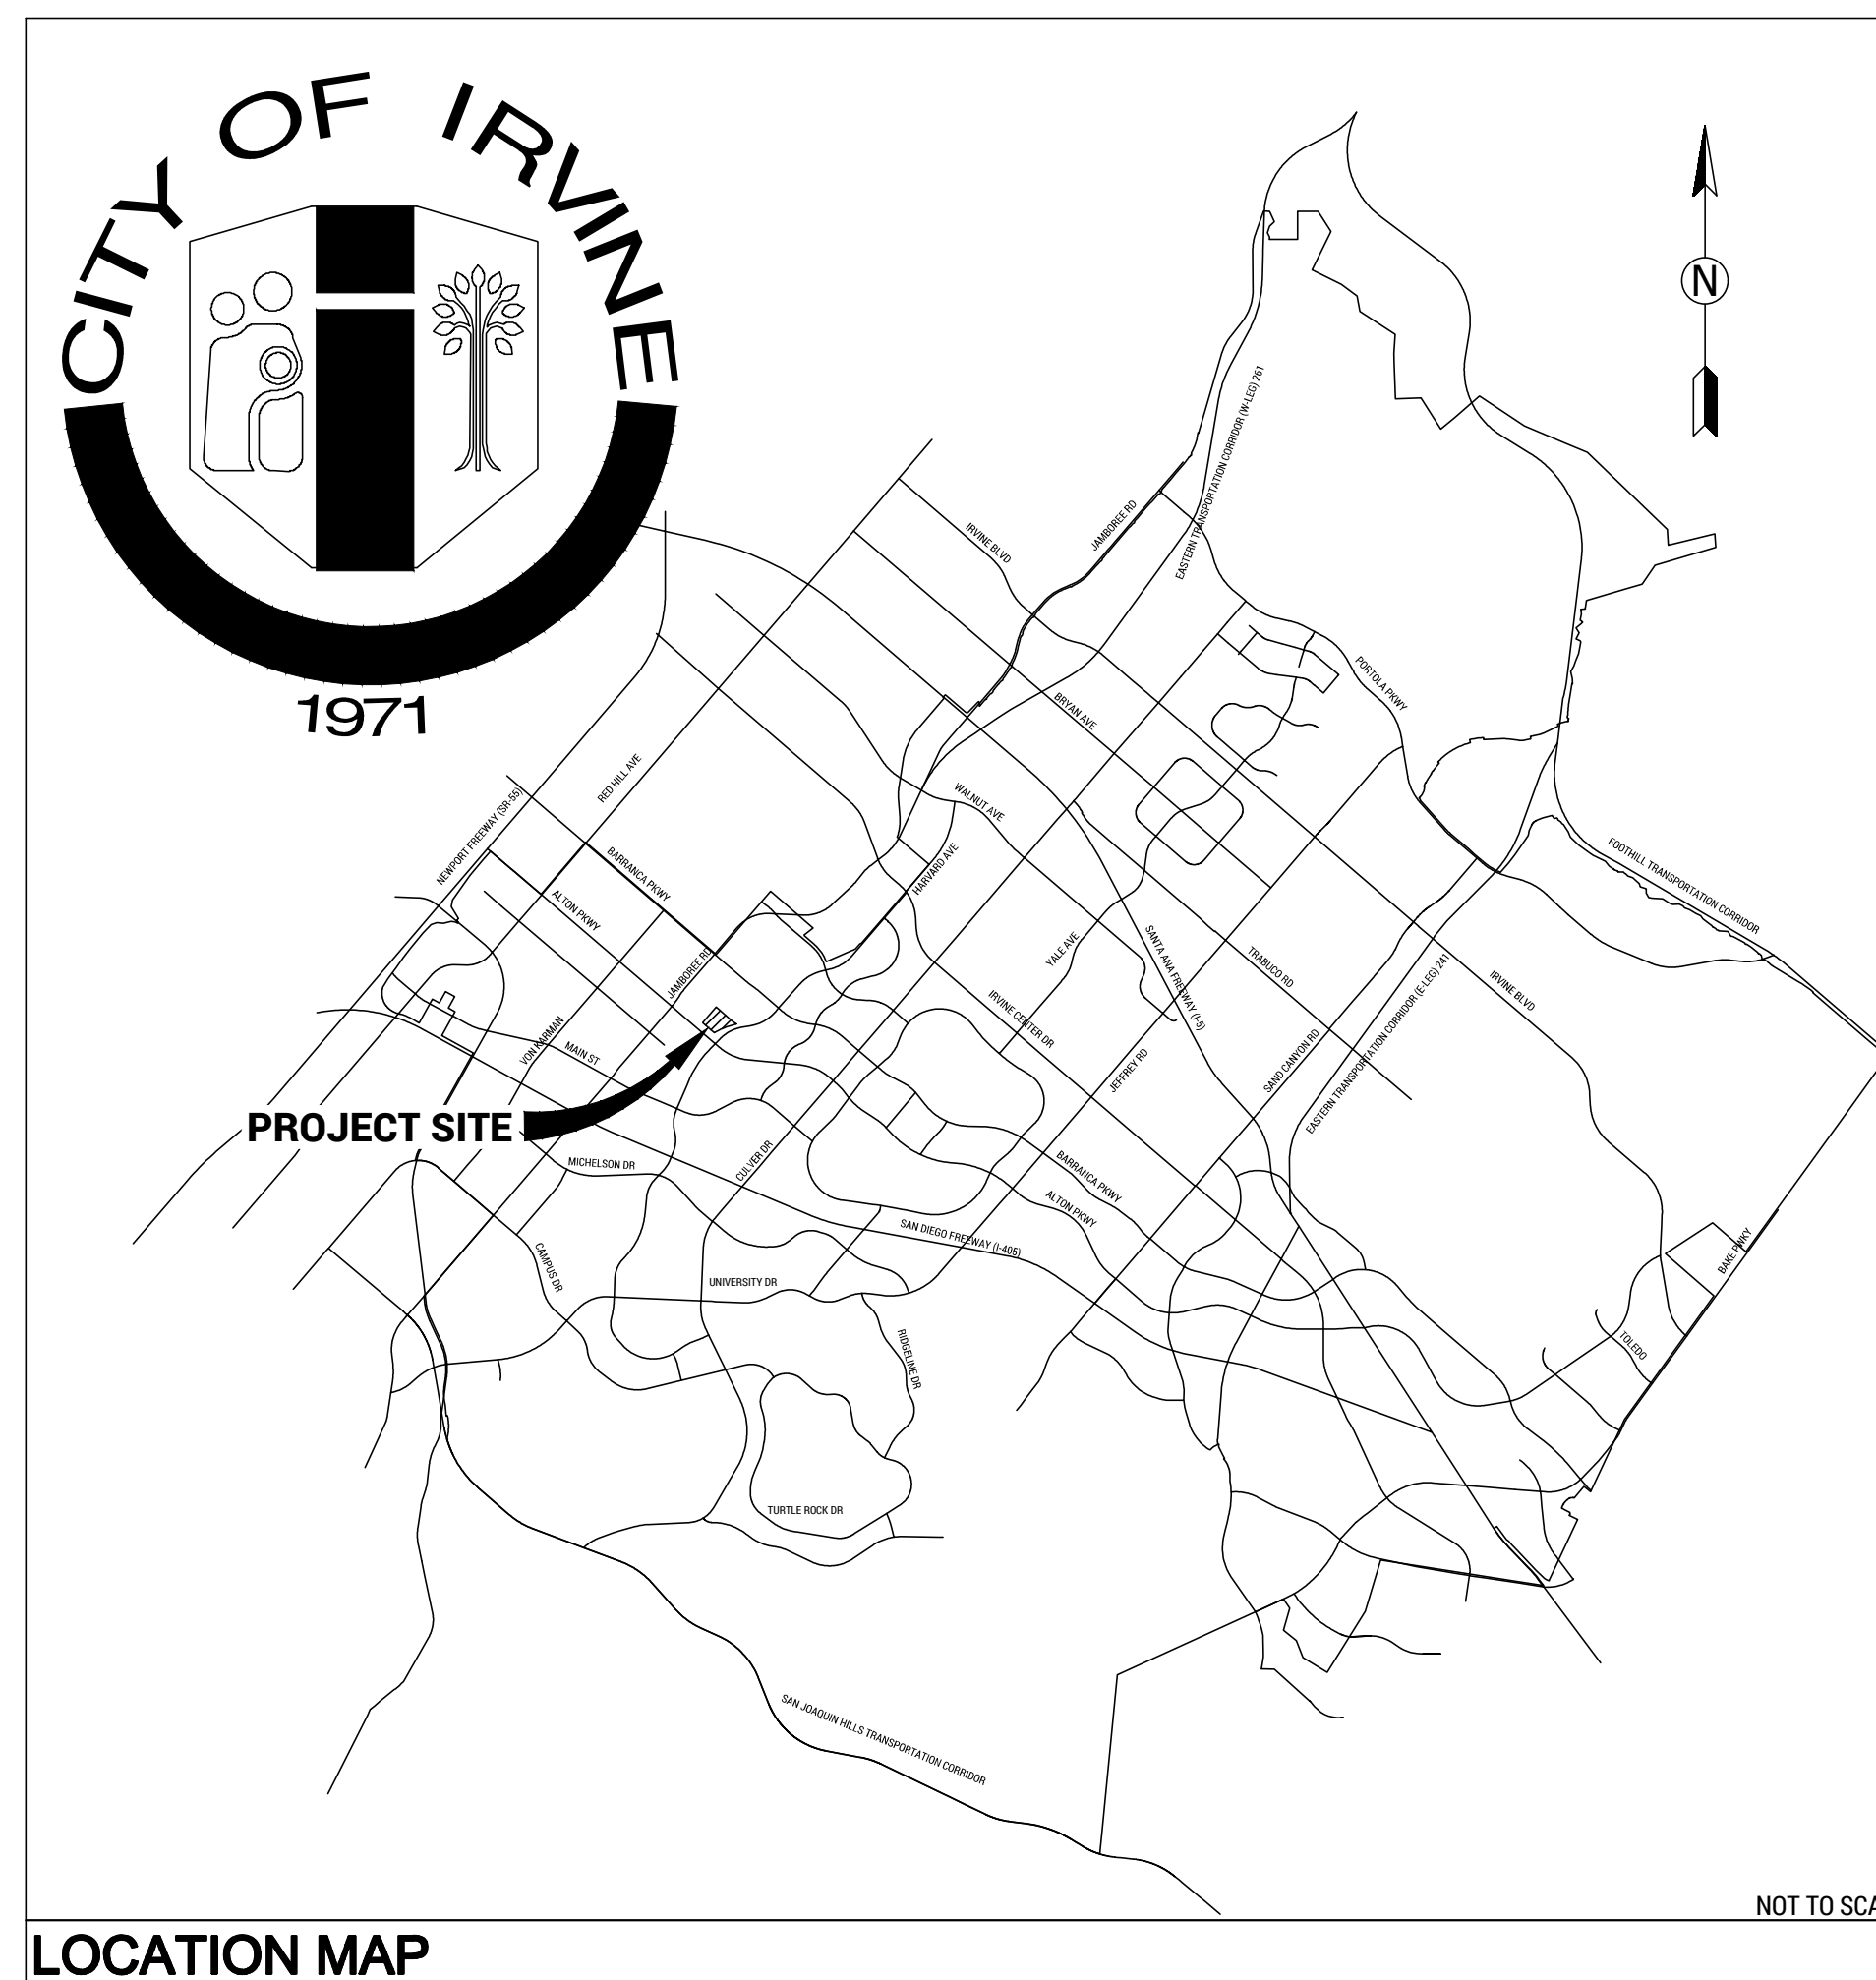 CITY OF IRVINE
1971
N
IRVINE BLVD
JAMBOREE RD
EASTERN TRANSPORTATION CORRIDOR (W-LEG) 261
PORTOLA PKWY
BRYAN AVE
RED HILL AVE
NEWPORT FREEWAY (SR-55)
WALNUT AVE
BARRANCA PKWY
HARVARD AVE
FOOTHILL TRANSPORTATION CORRIDOR
ALTON PKWY
YALE AVE
SANTA ANA FREEWAY (I-5)
TRABUCO RD
JAMBOREE RD
EASTERN TRANSPORTATION CORRIDOR (E-LEG) 241
IRVINE BLVD
IRVINE CENTER DR
VON KARMAN
MAIN ST
JEFFREY RD
SAND CANYON RD
PROJECT SITE
MICHELSON DR
CULVER DR
BARRANCA PKWY
ALTON PKWY
SAN DIEGO FREEWAY (I-405)
CAMPUS DR
UNIVERSITY DR
BAKE PWKY
RIDGELINE DR
TOLEDO
TURTLE ROCK DR
SAN JOAQUIN HILLS TRANSPORTATION CORRIDOR
NOT TO SCA
LOCATION MAP